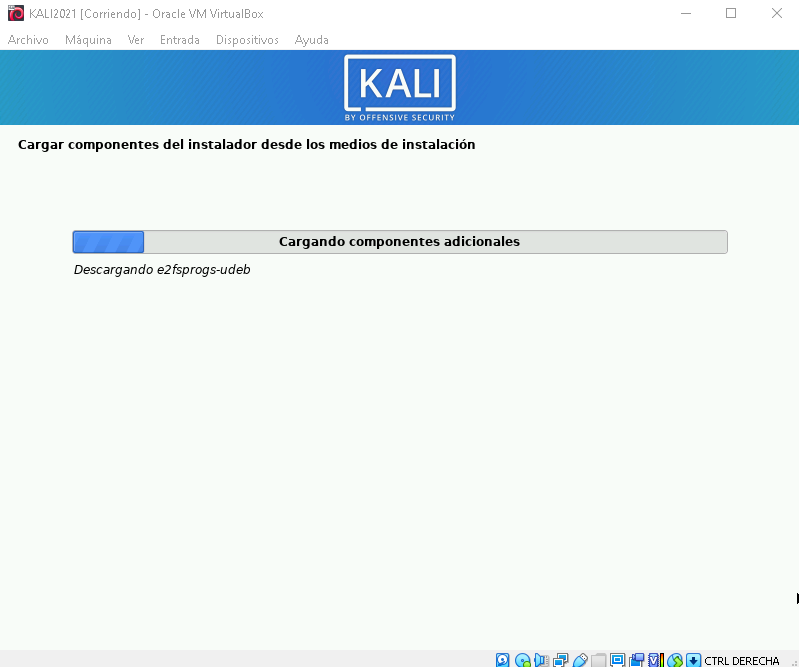 KALI2021 [Corriendo] - Oracle VM VirtualBox
Archivo Máquina Ver Entrada Dispositivos Ayuda
KALI
BY OFFENSIVE SECURITY
Cargar componentes del instalador desde los medios de instalación
Cargando componentes adicionales
Descargando e2fsprogs-udeb
CTRL DERECHA